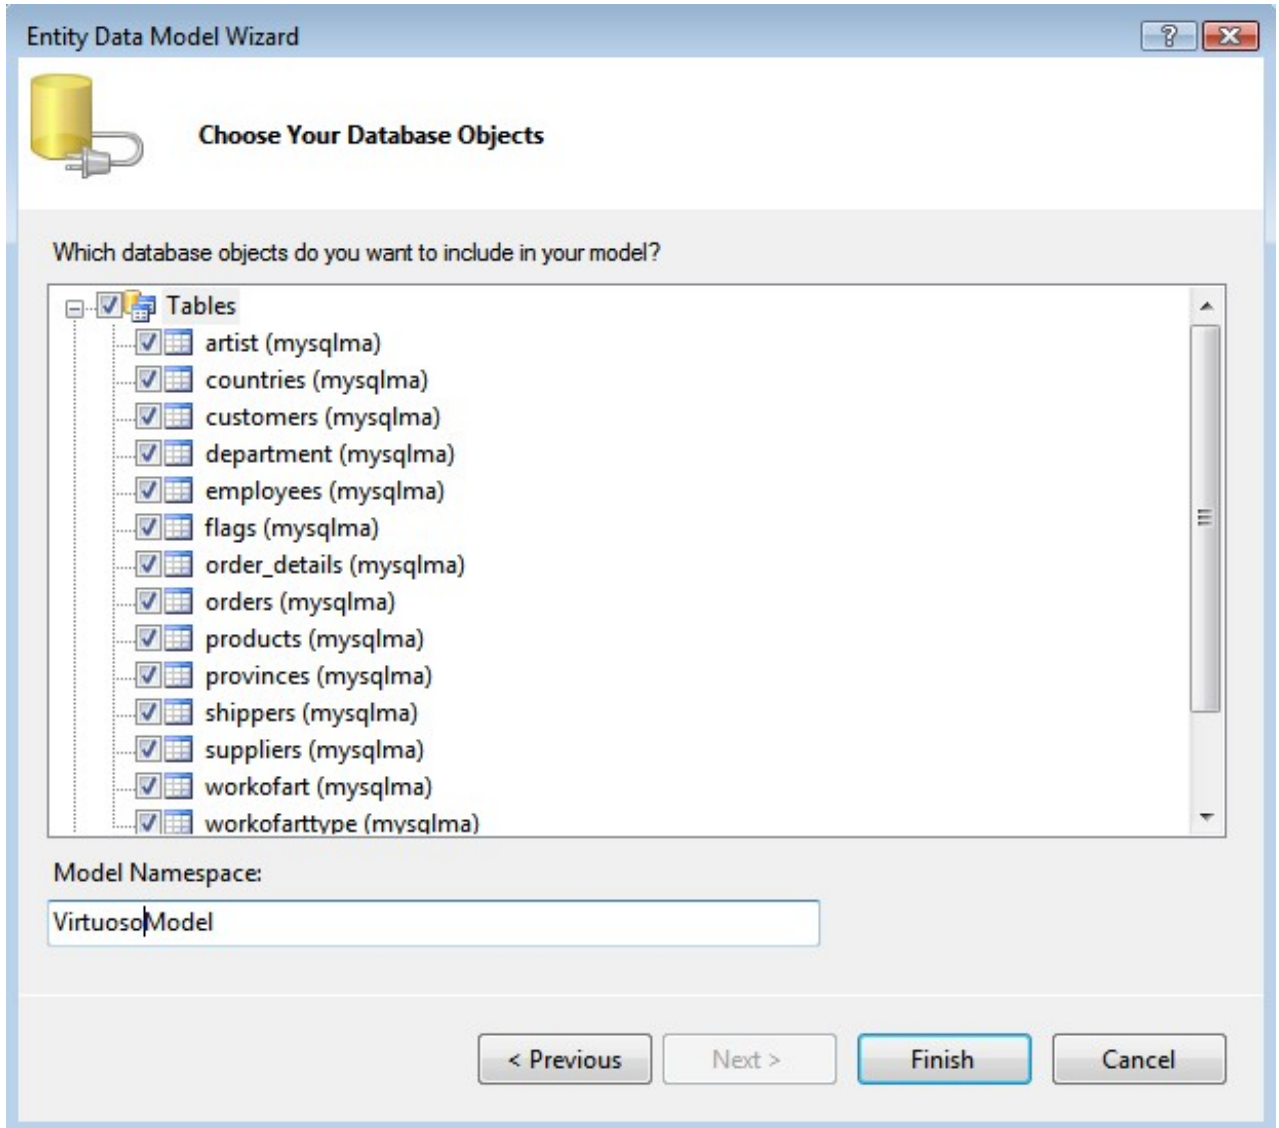 Entity Data Model Wizard
Choose Your Database Objects
Which database objects do you want to include in your model?
Tables
artist (mysqlma)
countries (mysqlma)
customers (mysqlma)
department (mysqlma)
employees (mysqlma)
flags (mysqlma)
order_details (mysqlma)
orders (mysqlma)
products (mysqlma)
provinces (mysqlma)
shippers (mysqlma)
suppliers (mysqlma)
workofart (mysqlma)
workofarttype (mysqlma)
Model Namespace:
VirtuosoModel
< Previous Next > Finish Cancel